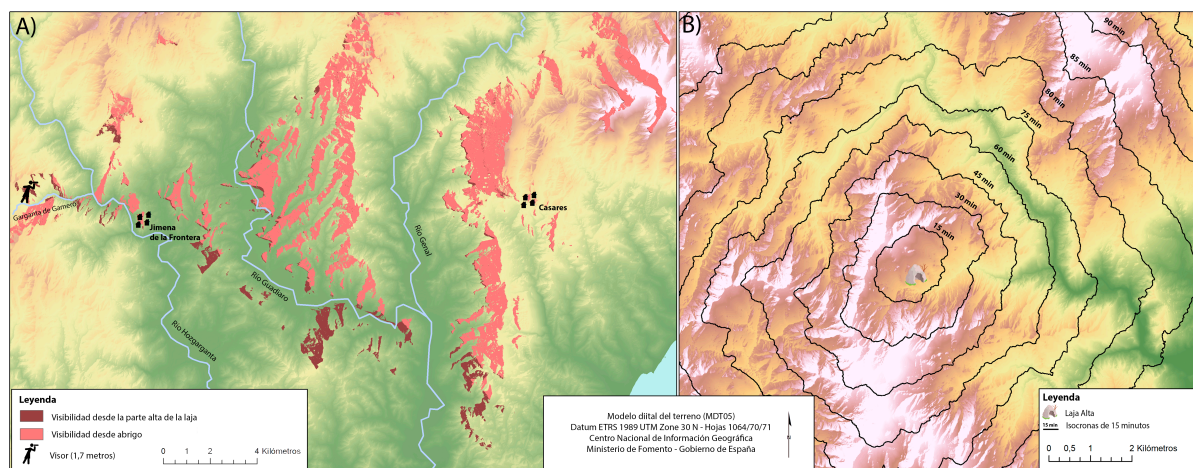 A)
Garganta de Gamero
Jimena
de la Frontera
Río Hozgarganta
Río Guadiaro
Río Genal
Casares
Leyenda
Visibilidad desde la parte alta de la laja
Visibilidad desde abrigo
Visor (1,7 metros)
0 1 2 4 Kilómetros
Modelo diital del terreno (MDT05)
Datum ETRS 1989 UTM Zone 30 N - Hojas 1064/70/71
Centro Nacional de Información Geográfica
Ministerio de Fomento - Gobierno de España
N
B)
90 min
85 min
80 min
75 min
60 min
45 min
30 min
15 min
Leyenda
Laja Alta
15 min Isocronas de 15 minutos
0 0,5 1 2 Kilómetros